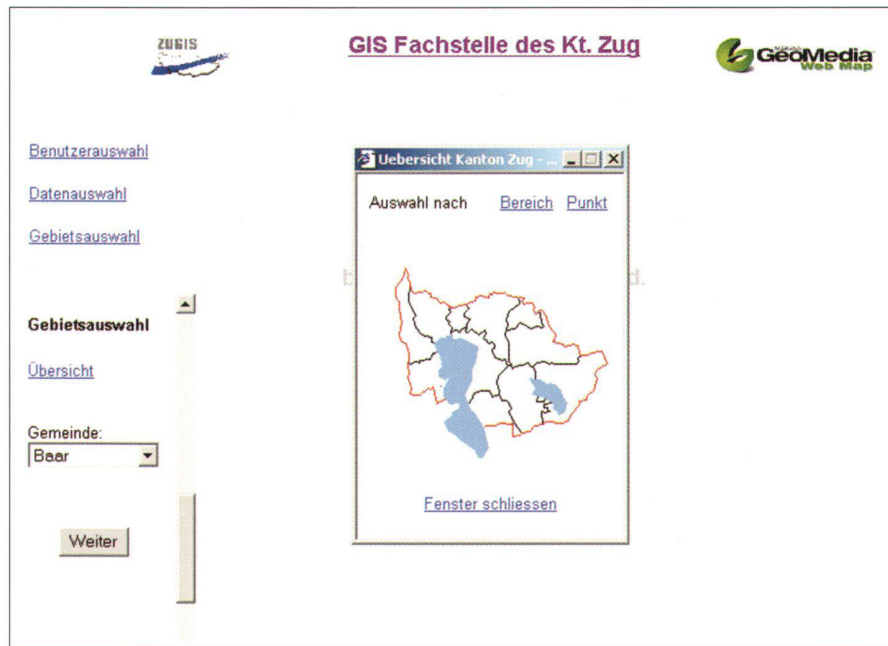 ZUGIS
GIS Fachstelle des Kt. Zug
GeoMedia
Web Map
Benutzerauswahl
Datenauswahl
Gebietsauswahl
Gebietsauswahl
Übersicht
Gemeinde:
Baar
Weiter
Uebersicht Kanton Zug - ...
Auswahl nach Bereich Punkt
Fenster schliessen